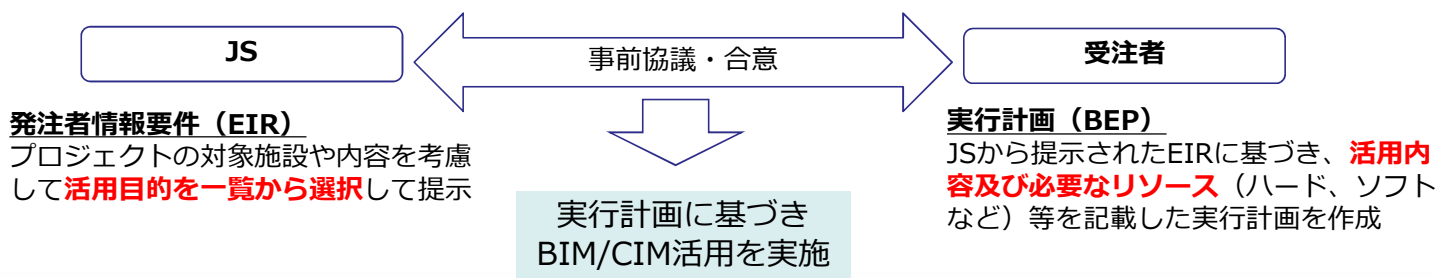 JS
事前協議・合意
受注者
発注者情報要件（EIR）
プロジェクトの対象施設や内容を考慮
して活用目的を一覧から選択して提示
実行計画（BEP）
JSから提示されたEIRに基づき、活用内
容及び必要なリソース（ハード、ソフト
など）等を記載した実行計画を作成
実行計画に基づき
BIM/CIM活用を実施